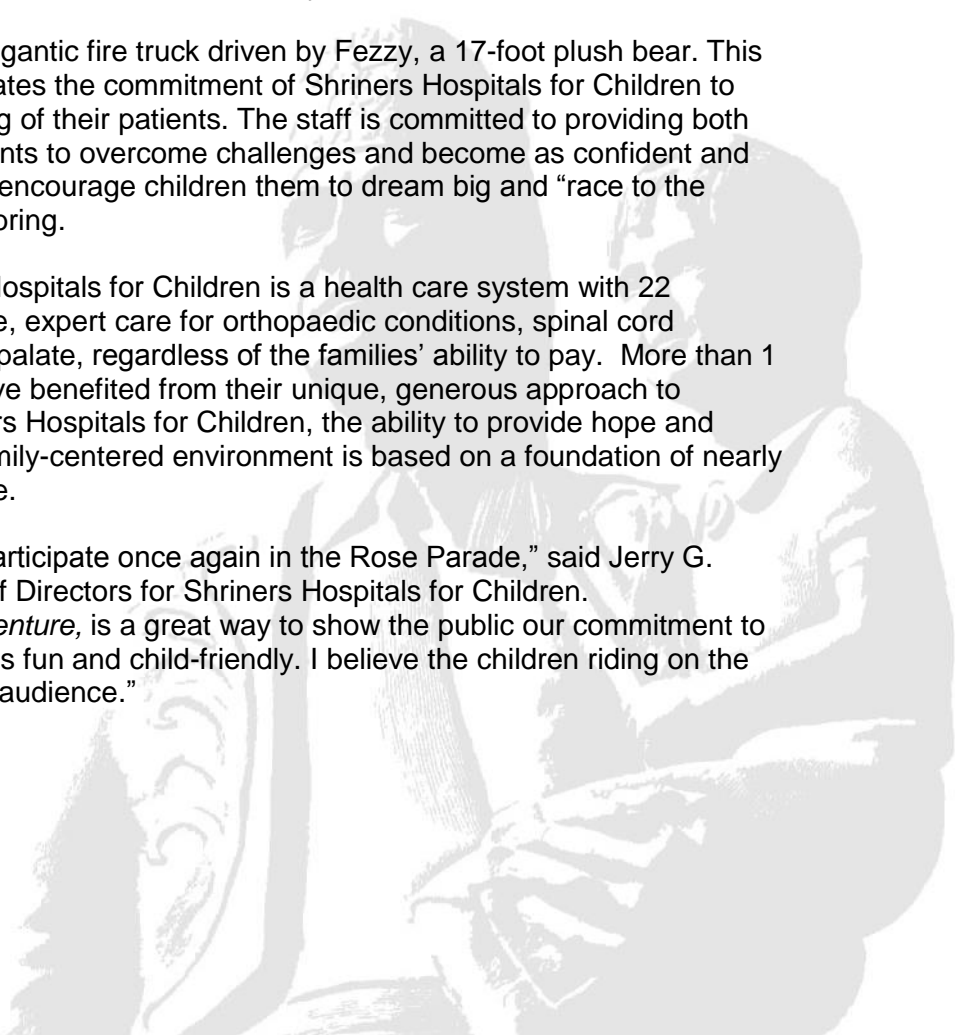 gantic fire truck driven by Fezzy, a 17-foot plush bear. This
ates the commitment of Shriners Hospitals for Children to
g of their patients. The staff is committed to providing both
nts to overcome challenges and become as confident and
encourage children them to dream big and “race to the
oring.
Hospitals for Children is a health care system with 22
e, expert care for orthopaedic conditions, spinal cord
palate, regardless of the families’ ability to pay. More than 1
ve benefited from their unique, generous approach to
rs Hospitals for Children, the ability to provide hope and
mily-centered environment is based on a foundation of nearly
e.
articipate once again in the Rose Parade,” said Jerry G.
f Directors for Shriners Hospitals for Children.
enture, is a great way to show the public our commitment to
s fun and child-friendly. I believe the children riding on the
audience.”